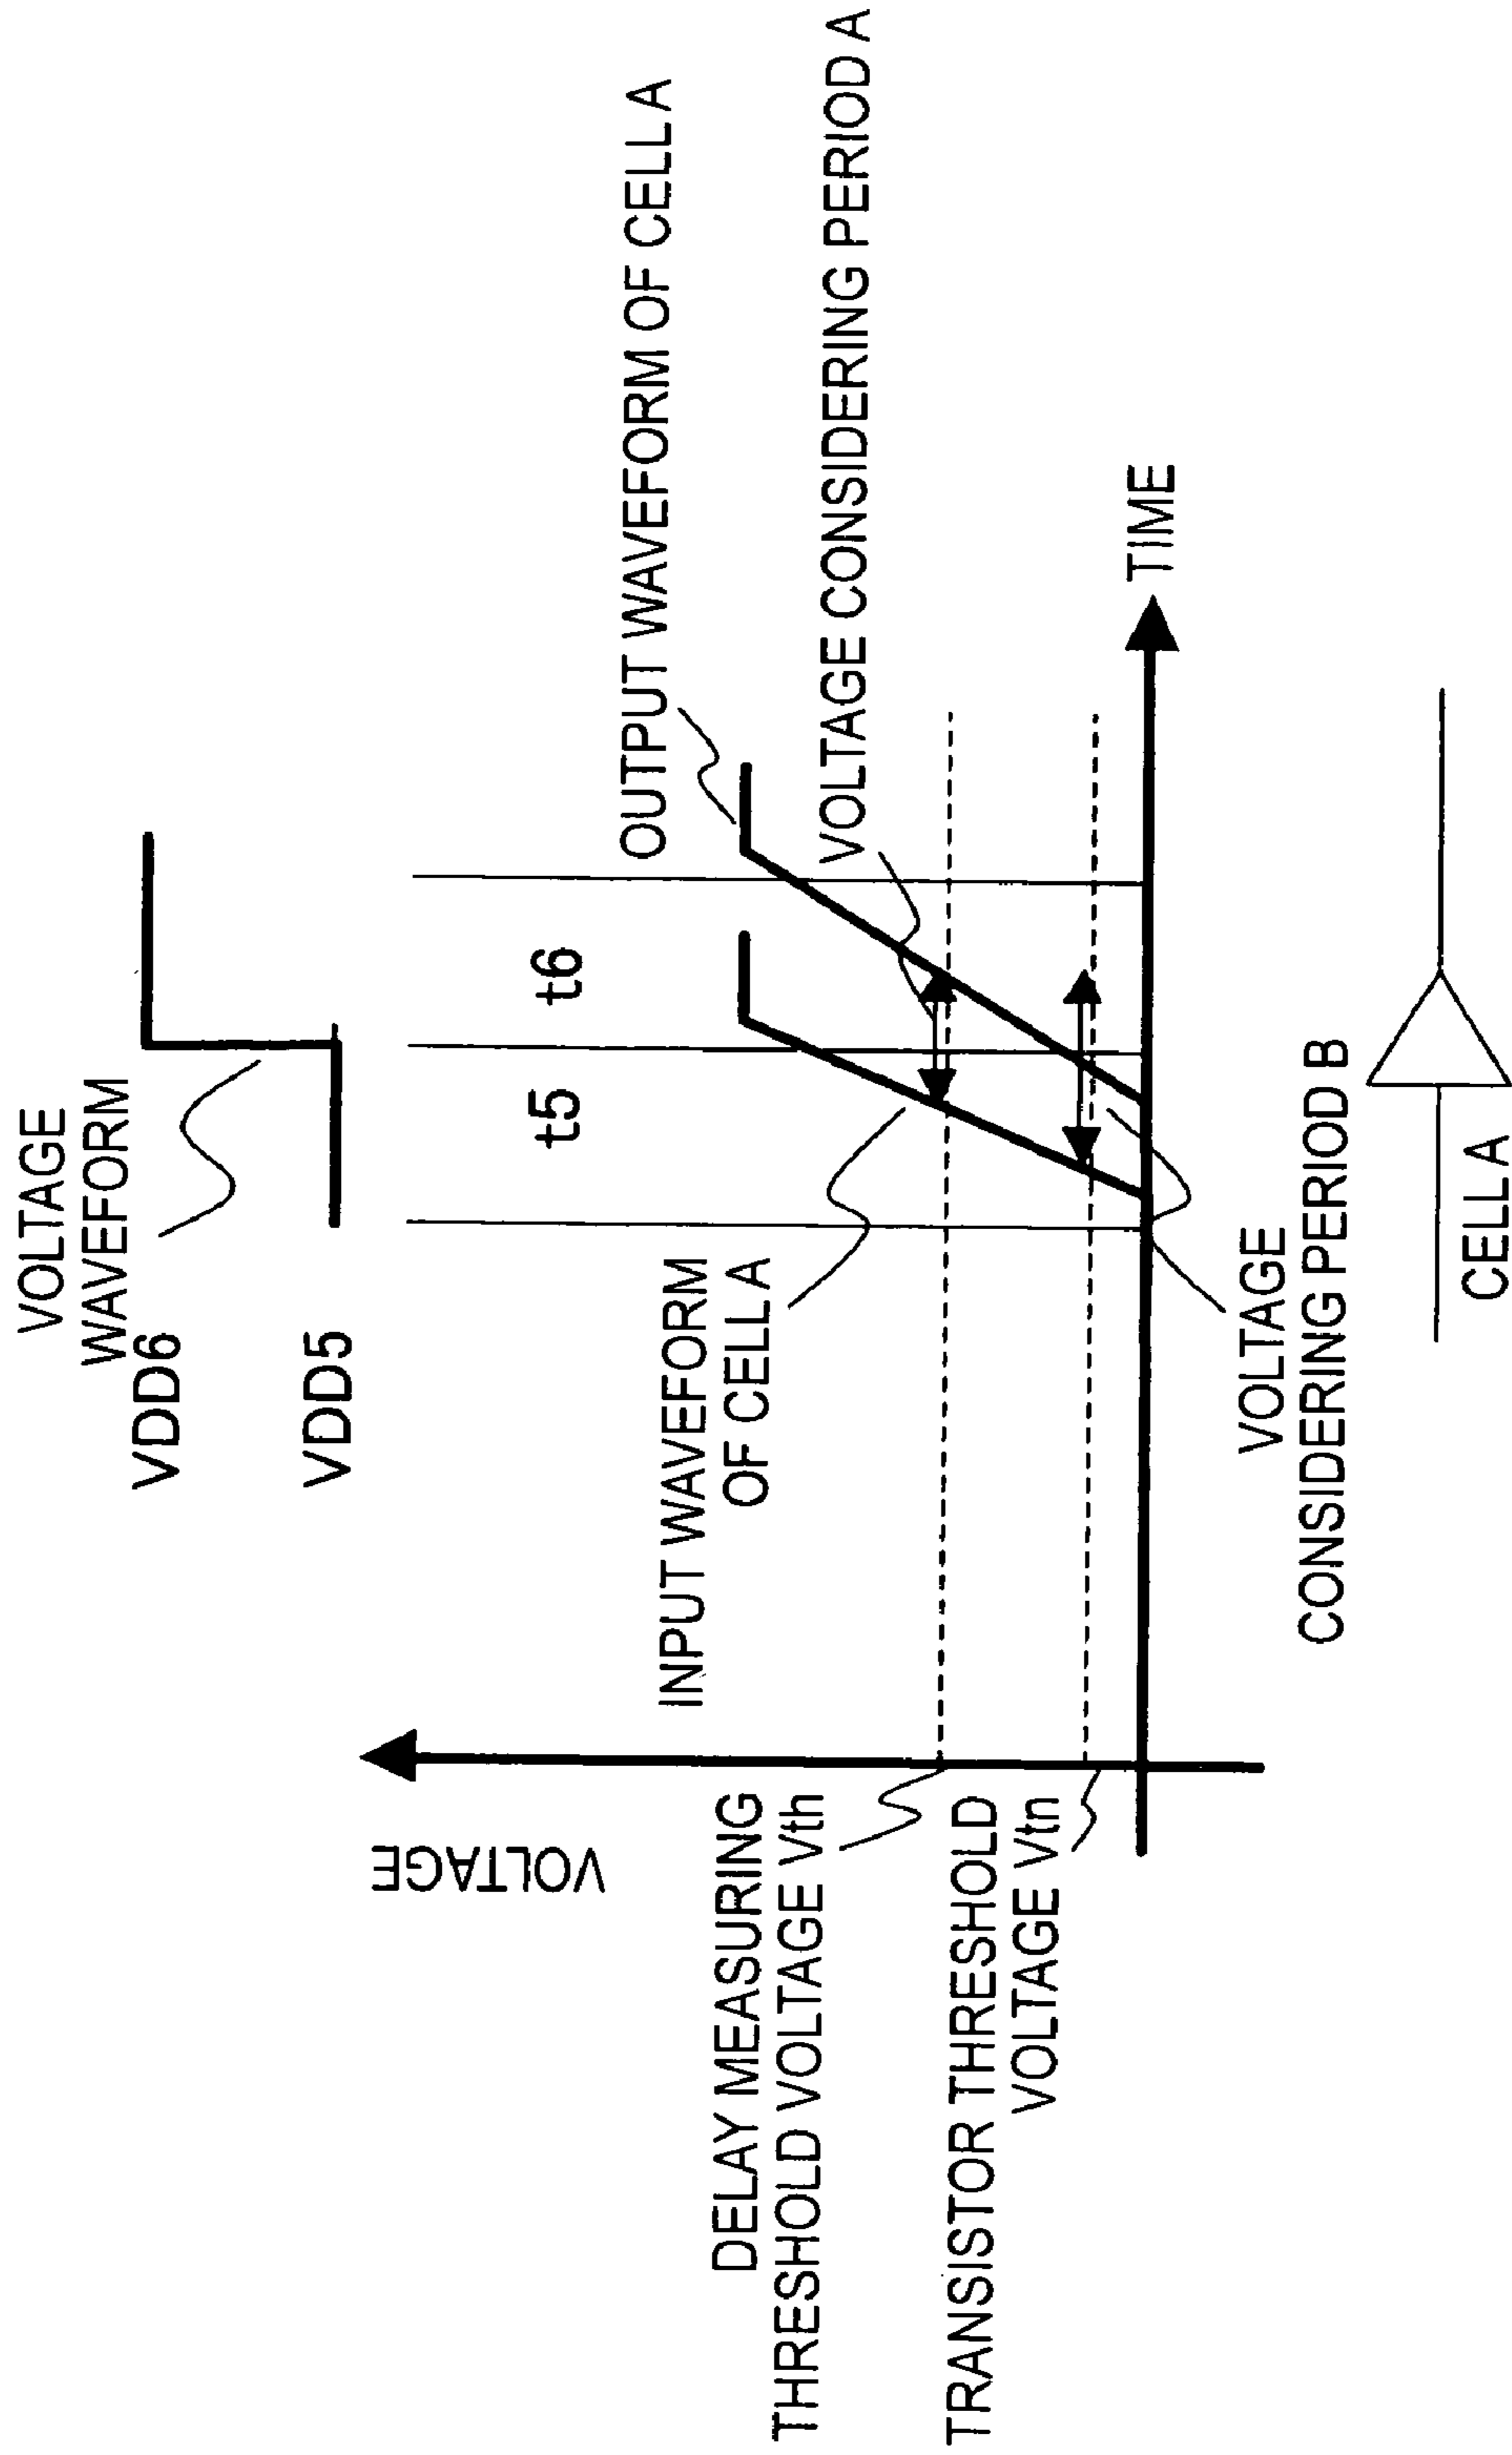 VOLTAGE
WAVEFORM
VDD6
VDD5
t5
t6
OUTPUT WAVEFORM OF CELL A
INPUT WAVEFORM
OF CELL A
VOLTAGE CONSIDERING PERIOD A
VOLTAGE
DELAY MEASURING
THRESHOLD VOLTAGE Vth
TRANSISTOR THRESHOLD
VOLTAGE Vtn
TIME
VOLTAGE
CONSIDERING PERIOD B
CELL A